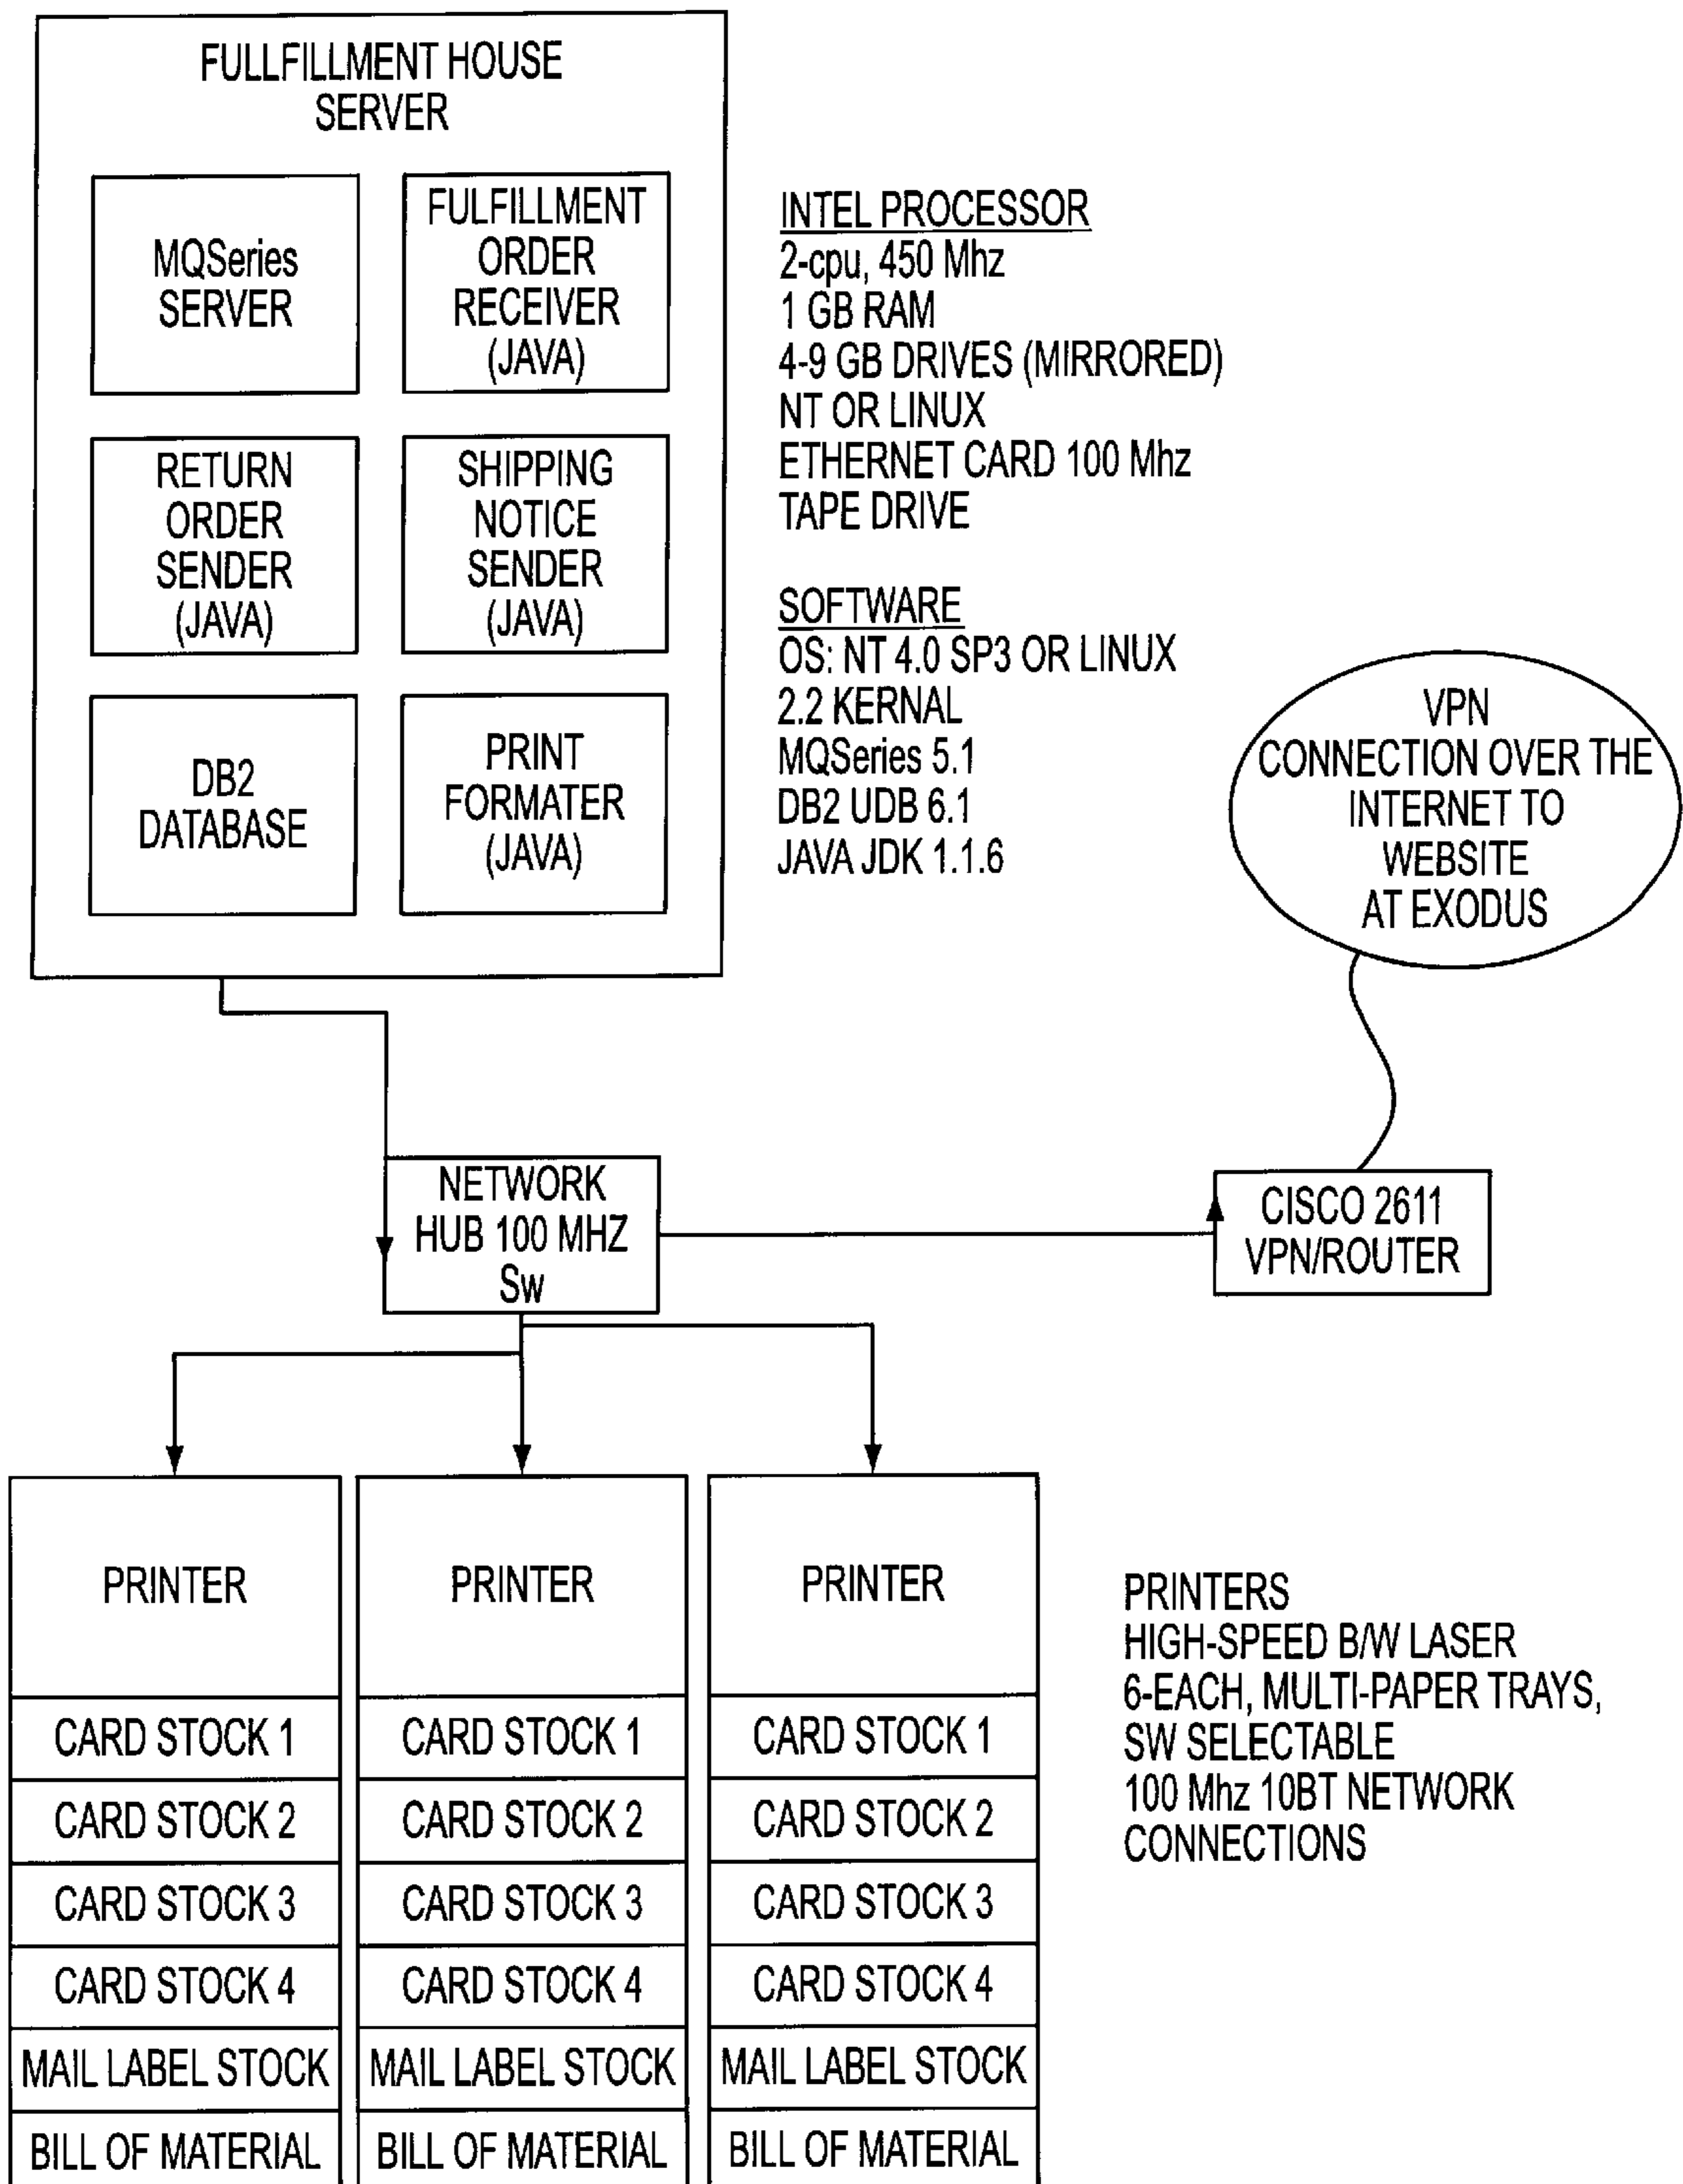 FULLFILLMENT HOUSE
SERVER
MQSeries
SERVER
FULFILLMENT
ORDER
RECEIVER
(JAVA)
RETURN
ORDER
SENDER
(JAVA)
SHIPPING
NOTICE
SENDER
(JAVA)
DB2
DATABASE
PRINT
FORMATER
(JAVA)
INTEL PROCESSOR
2-cpu, 450 Mhz
1 GB RAM
4-9 GB DRIVES (MIRRORED)
NT OR LINUX
ETHERNET CARD 100 Mhz
TAPE DRIVE
SOFTWARE
OS: NT 4.0 SP3 OR LINUX
2.2 KERNAL
MQSeries 5.1
DB2 UDB 6.1
JAVA JDK 1.1.6
VPN
CONNECTION OVER THE
INTERNET TO
WEBSITE
AT EXODUS
NETWORK
HUB 100 MHZ
Sw
CISCO 2611
VPN/ROUTER
PRINTER
CARD STOCK 1
CARD STOCK 2
CARD STOCK 3
CARD STOCK 4
MAIL LABEL STOCK
BILL OF MATERIAL
PRINTER
CARD STOCK 1
CARD STOCK 2
CARD STOCK 3
CARD STOCK 4
MAIL LABEL STOCK
BILL OF MATERIAL
PRINTER
CARD STOCK 1
CARD STOCK 2
CARD STOCK 3
CARD STOCK 4
MAIL LABEL STOCK
BILL OF MATERIAL
PRINTERS
HIGH-SPEED B/W LASER
6-EACH, MULTI-PAPER TRAYS,
SW SELECTABLE
100 Mhz 10BT NETWORK
CONNECTIONS